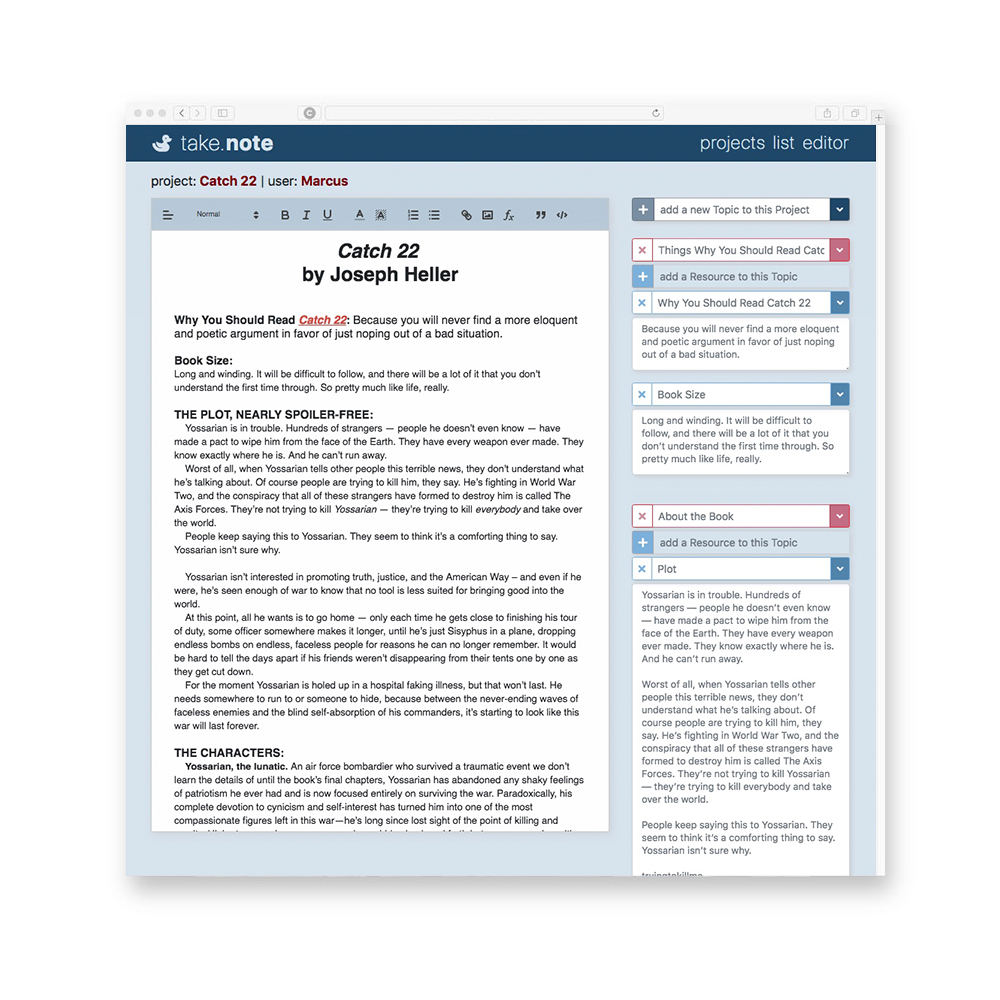 take.note
projects list editor
project: Catch 22 | user: Marcus
Normal
B I U A A fx
Catch 22
by Joseph Heller
Why You Should Read Catch 22: Because you will never find a more eloquent
and poetic argument in favor of just noping out of a bad situation.
Book Size:
Long and winding. It will be difficult to follow, and there will be a lot of it that you don’t
understand the first time through. So pretty much like life, really.
THE PLOT, NEARLY SPOILER-FREE:
Yossarian is in trouble. Hundreds of strangers — people he doesn’t even know — have
made a pact to wipe him from the face of the Earth. They have every weapon ever made. They
know exactly where he is. And he can’t run away.
Worst of all, when Yossarian tells other people this terrible news, they don’t understand what
he’s talking about. Of course people are trying to kill him, they say. He’s fighting in World War
Two, and the conspiracy that all of these strangers have formed to destroy him is called The
Axis Forces. They’re not trying to kill Yossarian — they’re trying to kill everybody and take over
the world.
People keep saying this to Yossarian. They seem to think it’s a comforting thing to say.
Yossarian isn’t sure why.
Yossarian isn’t interested in promoting truth, justice, and the American Way – and even if he
were, he’s seen enough of war to know that no tool is less suited for bringing good into the
world.
At this point, all he wants is to go home — only each time he gets close to finishing his tour
of duty, some officer somewhere makes it longer, until he’s just Sisyphus in a plane, dropping
endless bombs on endless, faceless people for reasons he can no longer remember. It would
be hard to tell the days apart if his friends weren’t disappearing from their tents one by one as
they get cut down.
For the moment Yossarian is holed up in a hospital faking illness, but that won’t last. He
needs somewhere to run to or someone to hide, because between the never-ending waves of
faceless enemies and the blind self-absorption of his commanders, it’s starting to look like this
war will last forever.
THE CHARACTERS:
Yossarian, the lunatic. An air force bombardier who survived a traumatic event we don’t
learn the details of until the book’s final chapters, Yossarian has abandoned any shaky feelings
of patriotism he ever had and is now focused entirely on surviving the war. Paradoxically, his
complete devotion to cynicism and self-interest has turned him into one of the most
compassionate figures left in this war—he’s long since lost sight of the point of killing and
add a new Topic to this Project
Things Why You Should Read Catc
add a Resource to this Topic
Why You Should Read Catch 22
Because you will never find a more eloquent
and poetic argument in favor of just noping
out of a bad situation.
Book Size
Long and winding. It will be difficult to
follow, and there will be a lot of it that you
don’t understand the first time through. So
pretty much like life, really.
About the Book
add a Resource to this Topic
Plot
Yossarian is in trouble. Hundreds of
strangers — people he doesn’t even know
— have made a pact to wipe him from the
face of the Earth. They have every weapon
ever made. They know exactly where he is.
And he can’t run away.
Worst of all, when Yossarian tells other
people this terrible news, they don’t
understand what he’s talking about. Of
course people are trying to kill him, they
say. He’s fighting in World War Two, and the
conspiracy that all of these strangers have
formed to destroy him is called The Axis
Forces. They’re not trying to kill Yossarian
— they’re trying to kill everybody and take
over the world.
People keep saying this to Yossarian. They
seem to think it’s a comforting thing to say.
Yossarian isn’t sure why.
tryingtokillme